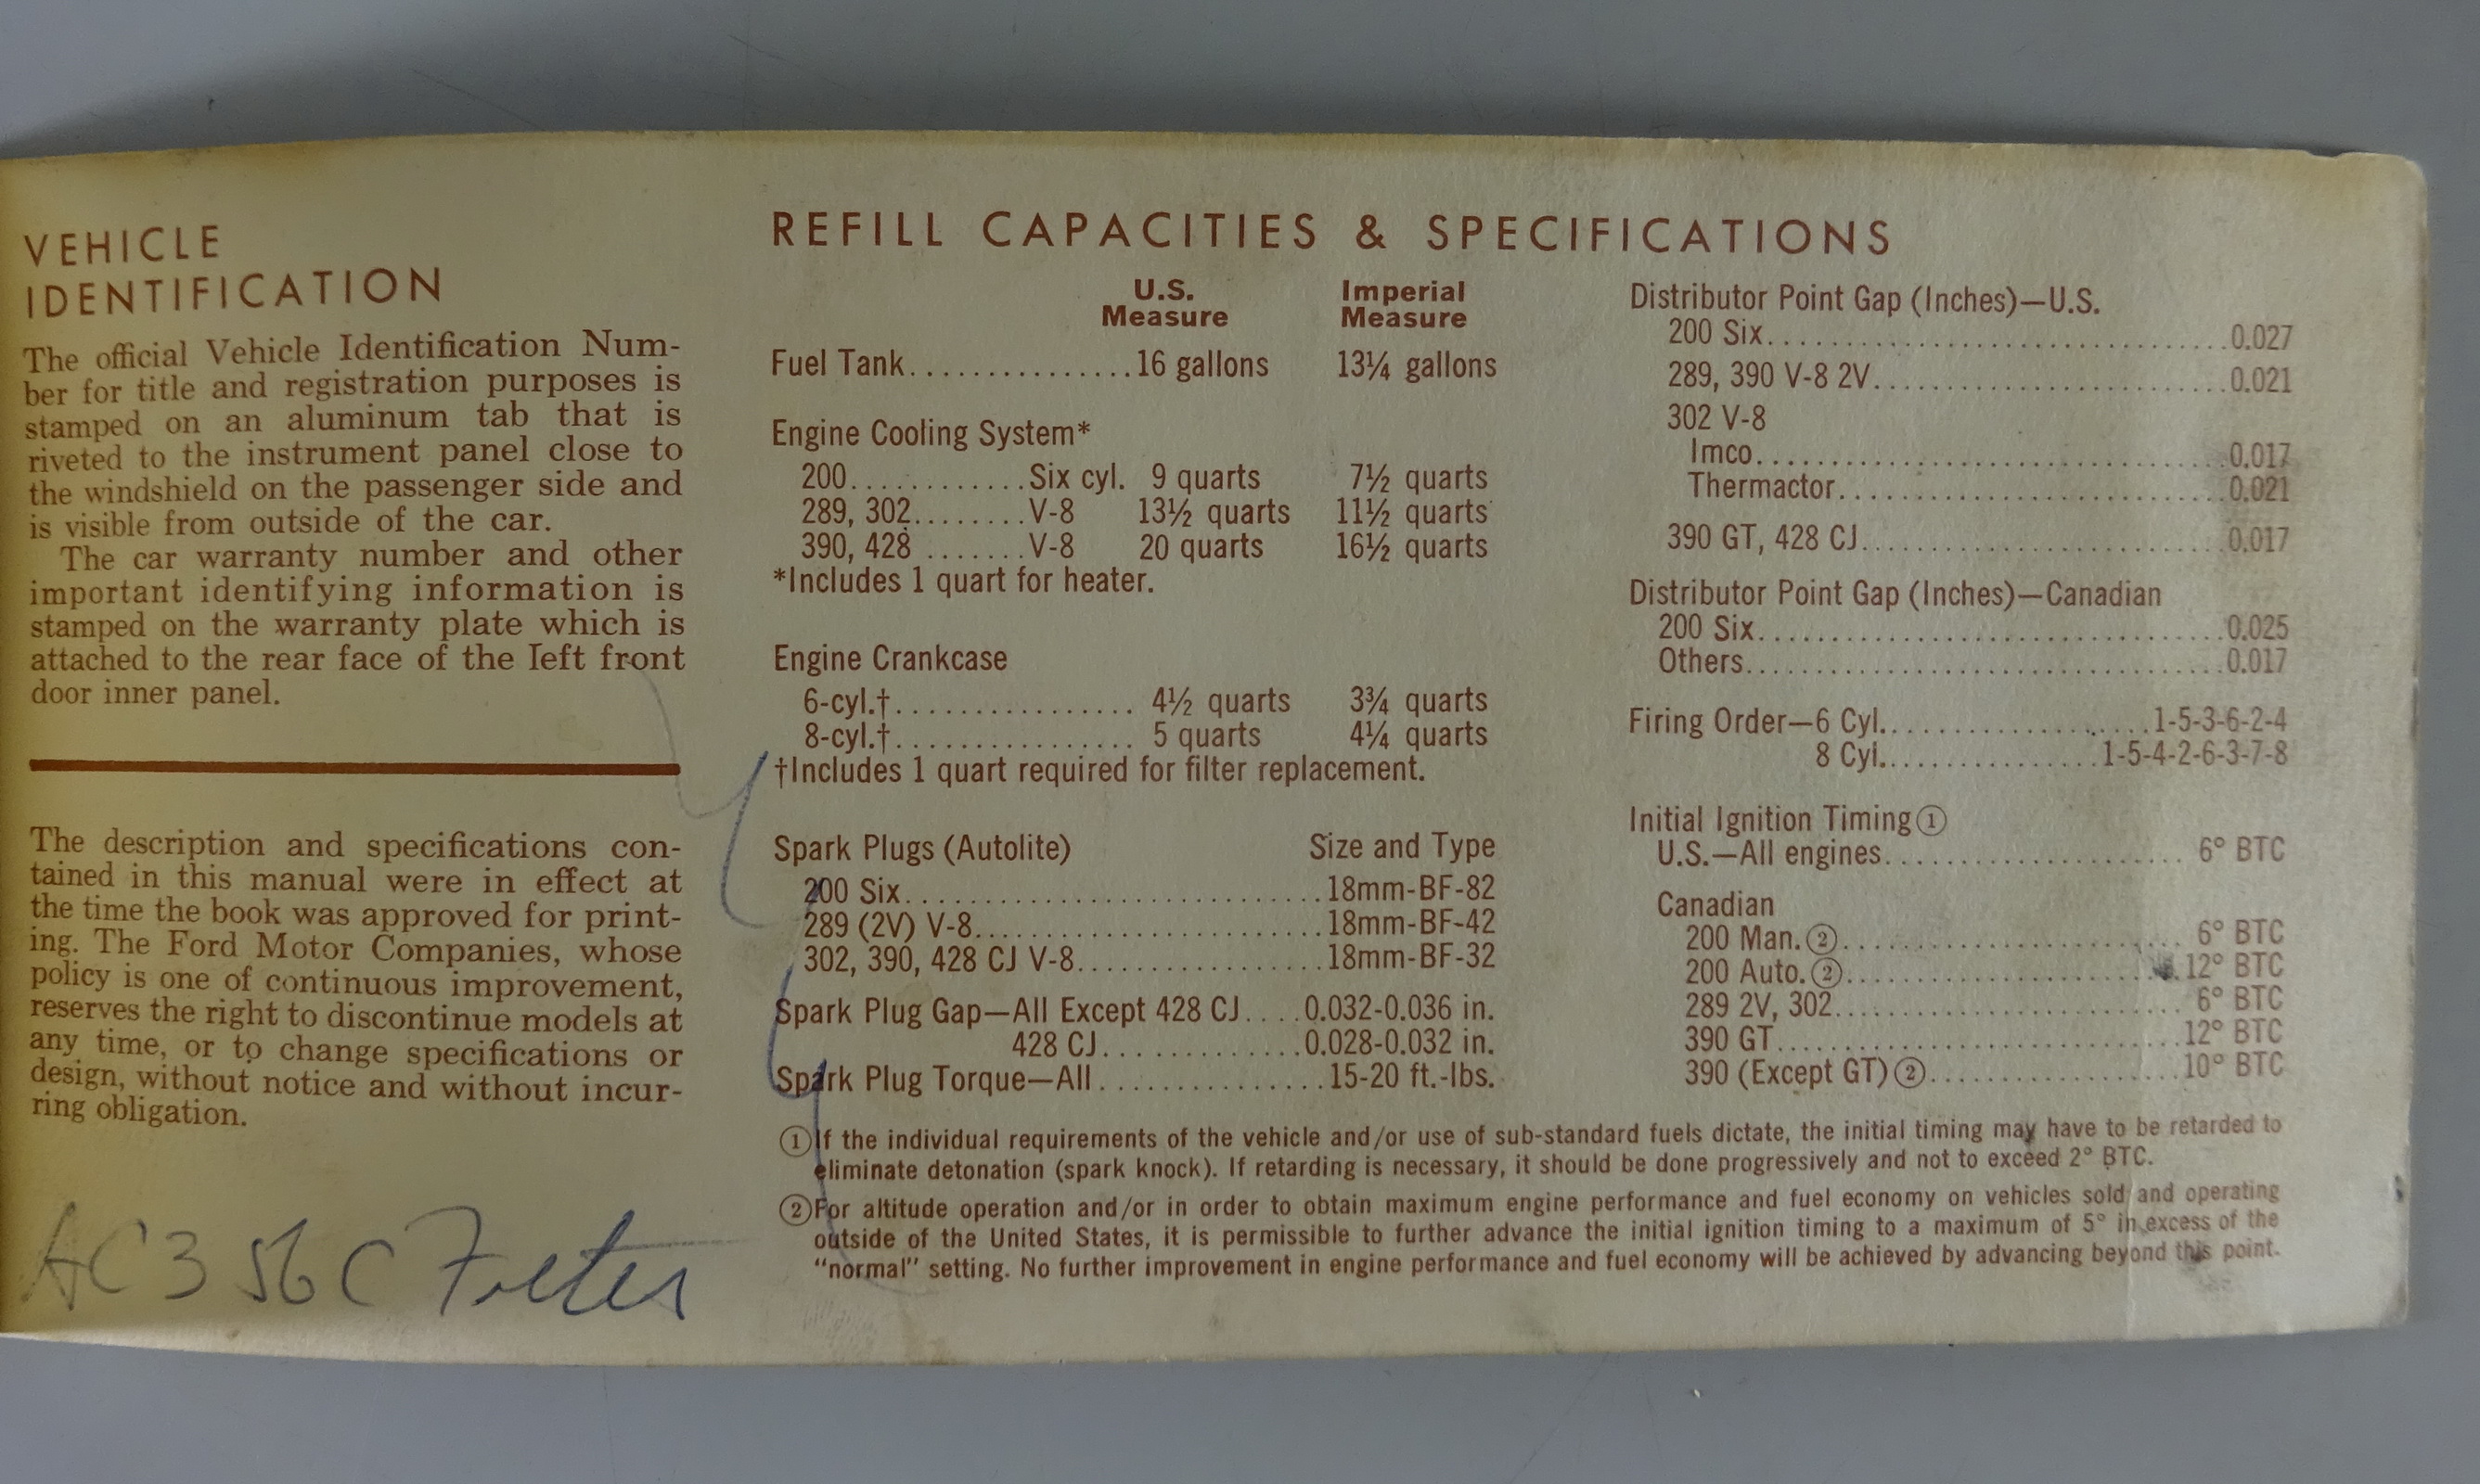 VEHICLE
IDENTIFICATION
The official Vehicle Identification Num-
ber for title and registration purposes is
stamped on an aluminum tab that is
riveted to the instrument panel close to
the windshield on the passenger side and
is visible from outside of the car.
The car warranty number and other
important identifying information is
stamped on the warranty plate which is
attached to the rear face of the left front
door inner panel.
The description and specifications con-
tained in this manual were in effect at
the time the book was approved for print-
ing. The Ford Motor Companies, whose
policy is one of continuous improvement,
reserves the right to discontinue models at
any time, or to change specifications or
design, without notice and without incur-
ring obligation.
AC 3 56 C
REFILL CAPACITIES & SPECIFICATIONS
U.S. Measure Imperial Measure
Fuel Tank...............16 gallons 13¼ gallons
Engine Cooling System*
200............Six cyl. 9 quarts 7½ quarts
289, 302........V-8 13½ quarts 11½ quarts
390, 428 .......V-8 20 quarts 16½ quarts
*Includes 1 quart for heater.
Engine Crankcase
6-cyl.†................. 4½ quarts 3¾ quarts
8-cyl.†................. 5 quarts 4¼ quarts
†Includes 1 quart required for filter replacement.
Spark Plugs (Autolite) Size and Type
200 Six..............................18mm-BF-82
289 (2V) V-8.........................18mm-BF-42
302, 390, 428 CJ V-8.................18mm-BF-32
Spark Plug Gap—All Except 428 CJ....0.032-0.036 in.
428 CJ..............0.028-0.032 in.
Spark Plug Torque—All................15-20 ft.-lbs.
Distributor Point Gap (Inches)—U.S.
200 Six.................................0.027
289, 390 V-8 2V.........................0.021
302 V-8
Imco..................................0.017
Thermactor............................0.021
390 GT, 428 CJ..........................0.017
Distributor Point Gap (Inches)—Canadian
200 Six.................................0.025
Others..................................0.017
Firing Order—6 Cyl....................1-5-3-6-2-4
8 Cyl................1-5-4-2-6-3-7-8
Initial Ignition Timing①
U.S.—All engines...................... 6° BTC
Canadian
200 Man.②......................... 6° BTC
200 Auto.②........................12° BTC
289 2V, 302......................... 6° BTC
390 GT.............................12° BTC
390 (Except GT)②..................10° BTC
①If the individual requirements of the vehicle and/or use of sub-standard fuels dictate, the initial timing may have to be retarded to
eliminate detonation (spark knock). If retarding is necessary, it should be done progressively and not to exceed 2° BTC.
②For altitude operation and/or in order to obtain maximum engine performance and fuel economy on vehicles sold and operating
outside of the United States, it is permissible to further advance the initial ignition timing to a maximum of 5° in excess of the
"normal" setting. No further improvement in engine performance and fuel economy will be achieved by advancing beyond this point.